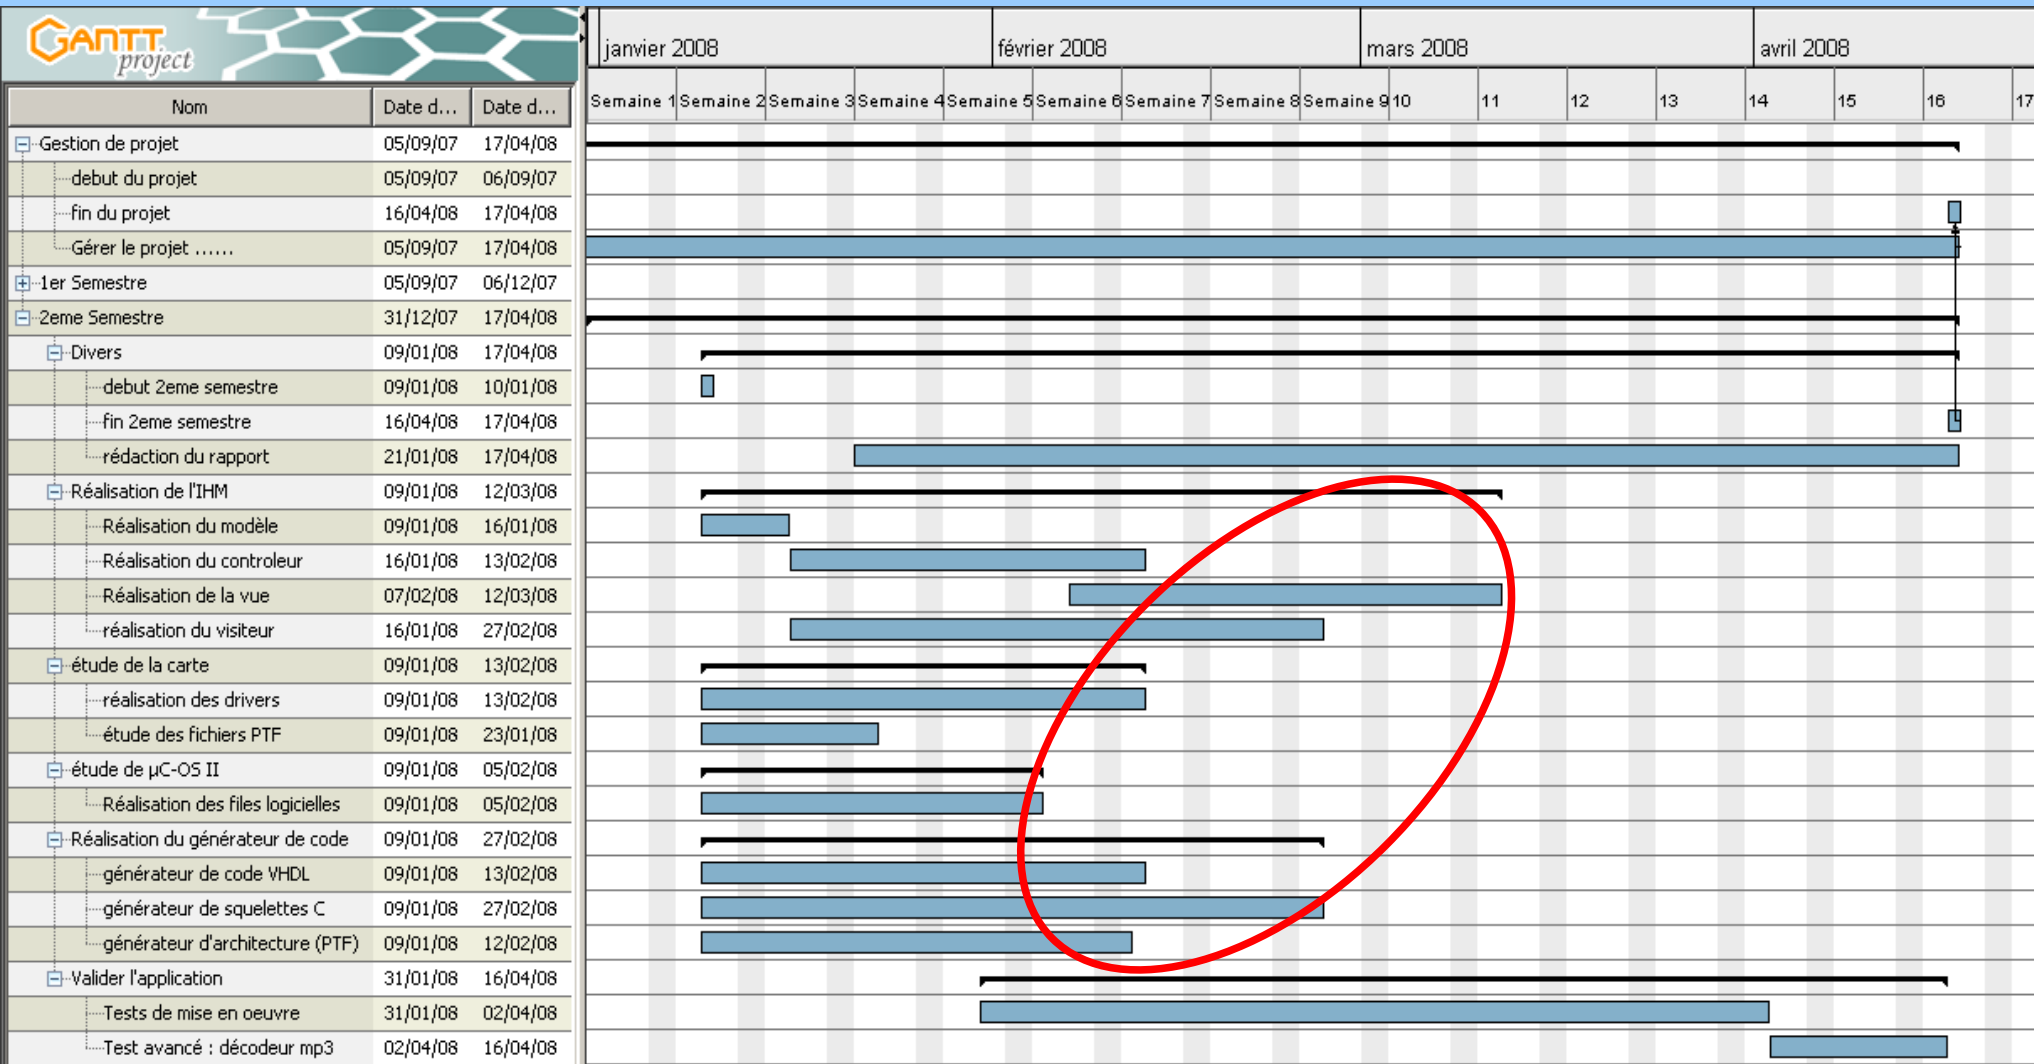 GANTT
project
janvier 2008 février 2008 mars 2008 avril 2008
Nom Date d... Date d...
Semaine 1 Semaine 2 Semaine 3 Semaine 4 Semaine 5 Semaine 6 Semaine 7 Semaine 8 Semaine 9 10 11 12 13 14 15 16 17
Gestion de projet 05/09/07 17/04/08
debut du projet 05/09/07 06/09/07
fin du projet 16/04/08 17/04/08
Gérer le projet ...... 05/09/07 17/04/08
1er Semestre 05/09/07 06/12/07
2eme Semestre 31/12/07 17/04/08
Divers 09/01/08 17/04/08
debut 2eme semestre 09/01/08 10/01/08
fin 2eme semestre 16/04/08 17/04/08
rédaction du rapport 21/01/08 17/04/08
Réalisation de l'IHM 09/01/08 12/03/08
Réalisation du modèle 09/01/08 16/01/08
Réalisation du controleur 16/01/08 13/02/08
Réalisation de la vue 07/02/08 12/03/08
réalisation du visiteur 16/01/08 27/02/08
étude de la carte 09/01/08 13/02/08
réalisation des drivers 09/01/08 13/02/08
étude des fichiers PTF 09/01/08 23/01/08
étude de µC-OS II 09/01/08 05/02/08
Réalisation des files logicielles 09/01/08 05/02/08
Réalisation du générateur de code 09/01/08 27/02/08
générateur de code VHDL 09/01/08 13/02/08
générateur de squelettes C 09/01/08 27/02/08
générateur d'architecture (PTF) 09/01/08 12/02/08
Valider l'application 31/01/08 16/04/08
Tests de mise en oeuvre 31/01/08 02/04/08
Test avancé : décodeur mp3 02/04/08 16/04/08